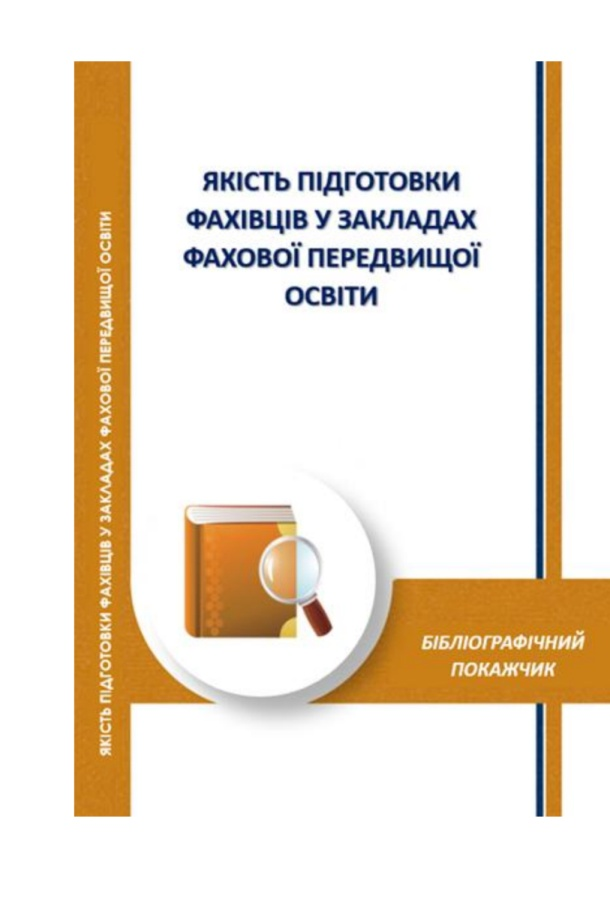 ЯКІСТЬ ПІДГОТОВКИ
ФАХІВЦІВ У ЗАКЛАДАХ
ФАХОВОЇ ПЕРЕДВИЩОЇ
ОСВІТИ
ЯКІСТЬ ПІДГОТОВКИ ФАХІВЦІВ У ЗАКЛАДАХ ФАХОВОЇ ПЕРЕДВИЩОЇ ОСВІТИ
БІБЛІОГРАФІЧНИЙ
ПОКАЖЧИК